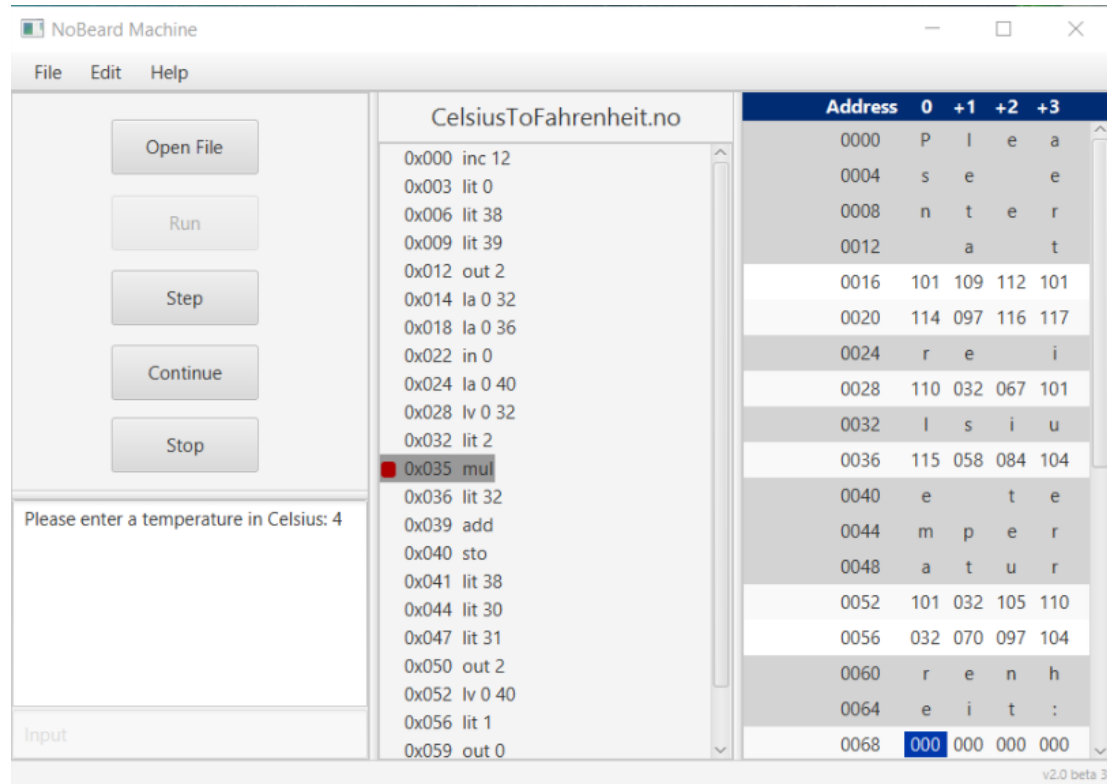 NoBeard Machine
File Edit Help
Open File
Run
Step
Continue
Stop
Please enter a temperature in Celsius: 4
Input
CelsiusToFahrenheit.no
0x000 inc 12
0x003 lit 0
0x006 lit 38
0x009 lit 39
0x012 out 2
0x014 la 0 32
0x018 la 0 36
0x022 in 0
0x024 la 0 40
0x028 lv 0 32
0x032 lit 2
0x035 mul
0x036 lit 32
0x039 add
0x040 sto
0x041 lit 38
0x044 lit 30
0x047 lit 31
0x050 out 2
0x052 lv 0 40
0x056 lit 1
0x059 out 0
Address 0 +1 +2 +3
0000 P l e a
0004 s e e
0008 n t e r
0012 a t
0016 101 109 112 101
0020 114 097 116 117
0024 r e i
0028 110 032 067 101
0032 l s i u
0036 115 058 084 104
0040 e t e
0044 m p e r
0048 a t u r
0052 101 032 105 110
0056 032 070 097 104
0060 r e n h
0064 e i t :
0068 000 000 000 000
v2.0 beta 3